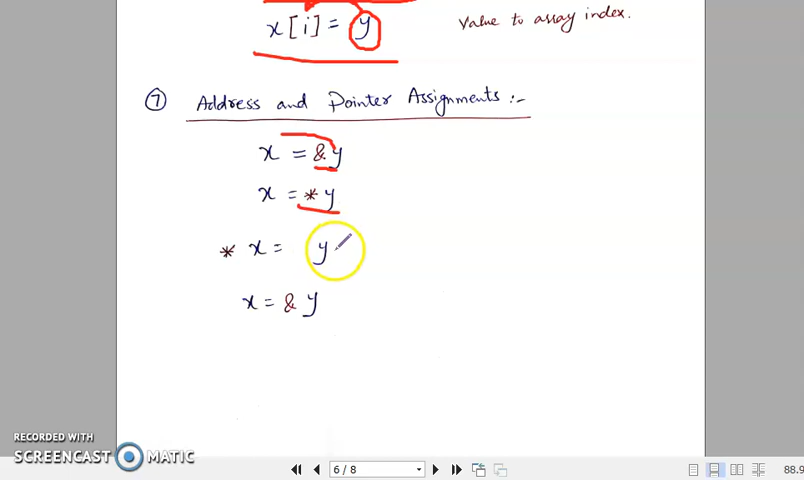 x[i] = y
Value to array index.
⑦ Address and Pointer Assignments :-
x = &y
x = *y
* x = y
x = & y
RECORDED WITH
SCREENCAST MATIC
6 / 8
88.9